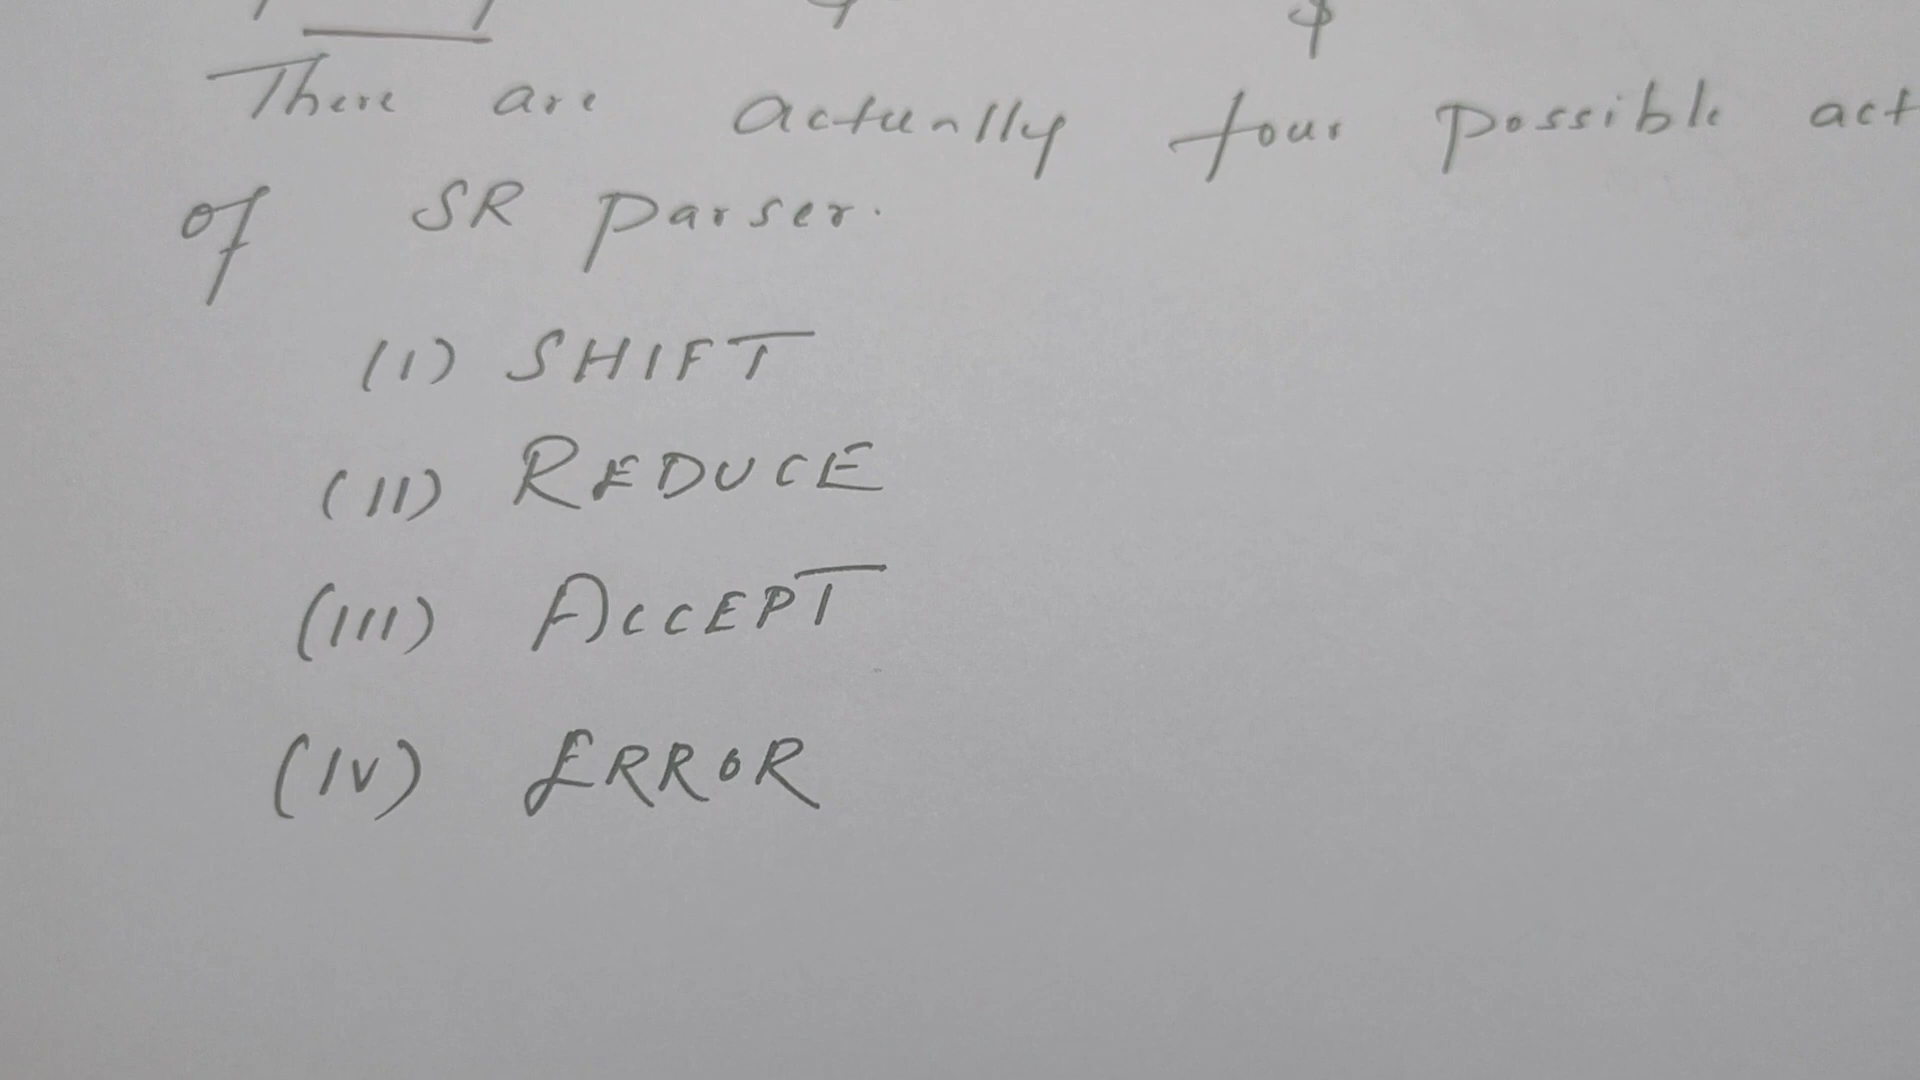 There are actually four possible act
of SR parser.
(I) SHIFT
(II) REDUCE
(III) ACCEPT
(IV) ERROR